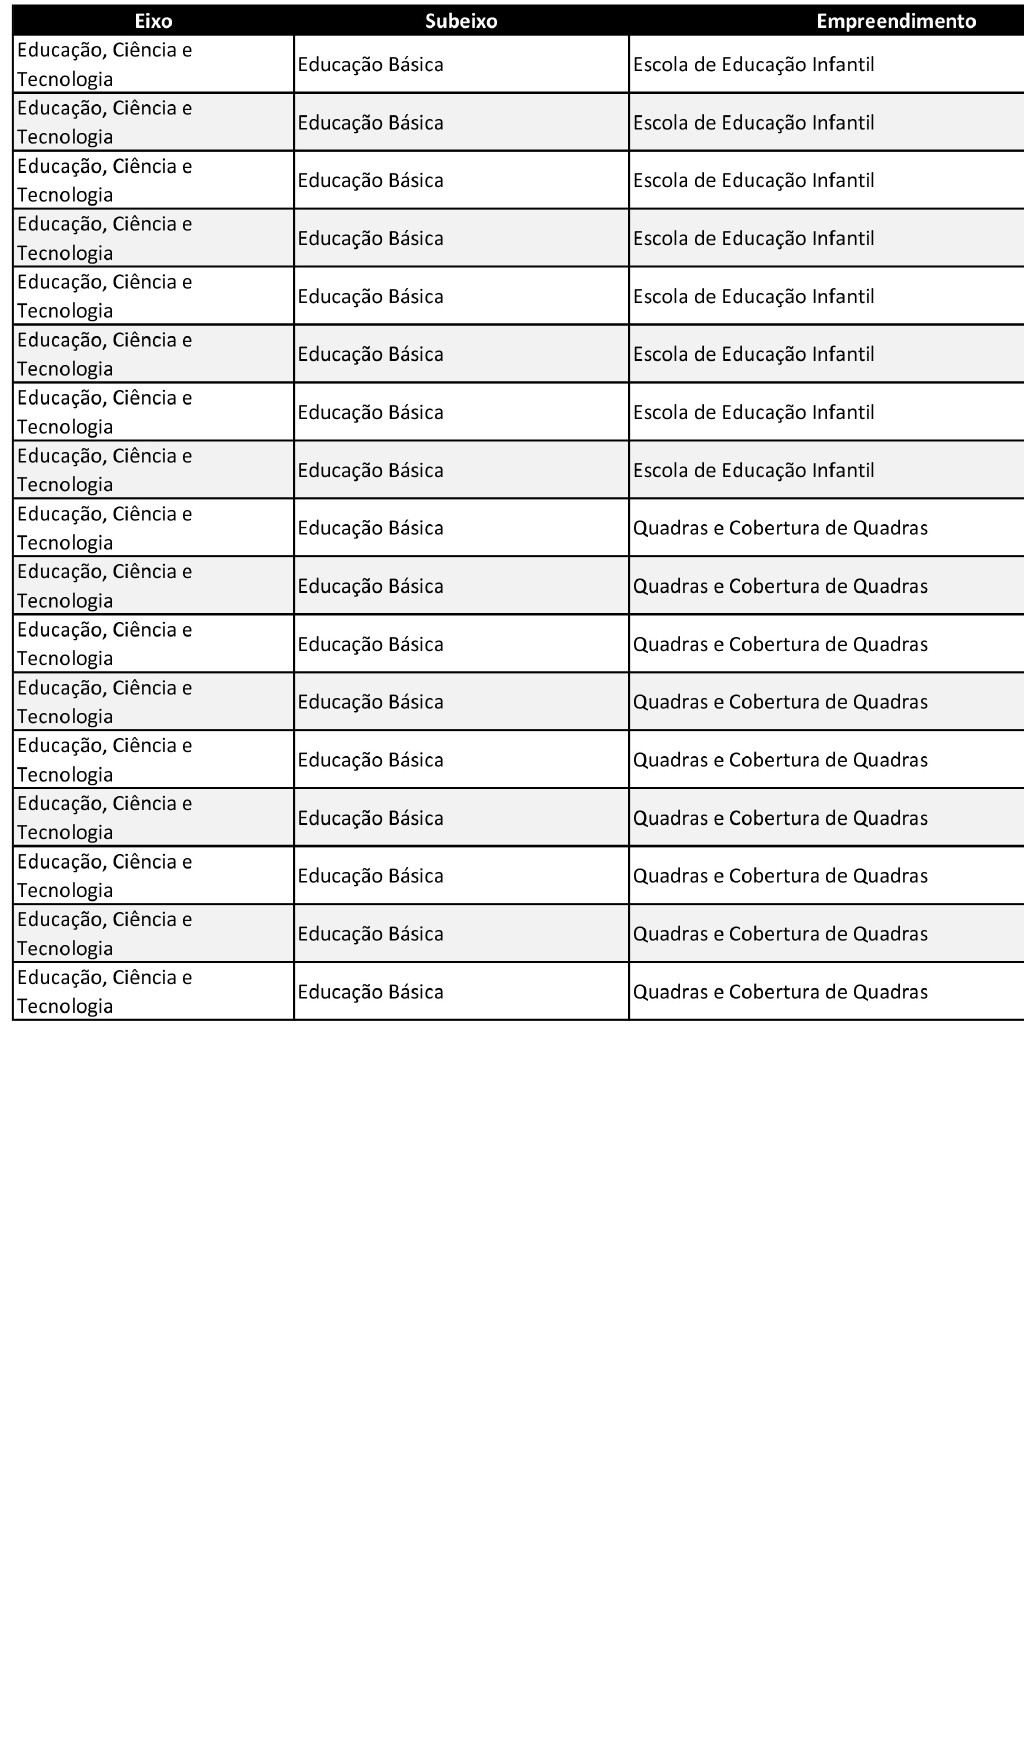 Eixo Subeixo Empreendimento
Educação, Ciência e
Tecnologia
Educação Básica Escola de Educação Infantil
Educação, Ciência e
Tecnologia
Educação Básica Escola de Educação Infantil
Educação, Ciência e
Tecnologia
Educação Básica Escola de Educação Infantil
Educação, Ciência e
Tecnologia
Educação Básica Escola de Educação Infantil
Educação, Ciência e
Tecnologia
Educação Básica Escola de Educação Infantil
Educação, Ciência e
Tecnologia
Educação Básica Escola de Educação Infantil
Educação, Ciência e
Tecnologia
Educação Básica Escola de Educação Infantil
Educação, Ciência e
Tecnologia
Educação Básica Escola de Educação Infantil
Educação, Ciência e
Tecnologia
Educação Básica Quadras e Cobertura de Quadras
Educação, Ciência e
Tecnologia
Educação Básica Quadras e Cobertura de Quadras
Educação, Ciência e
Tecnologia
Educação Básica Quadras e Cobertura de Quadras
Educação, Ciência e
Tecnologia
Educação Básica Quadras e Cobertura de Quadras
Educação, Ciência e
Tecnologia
Educação Básica Quadras e Cobertura de Quadras
Educação, Ciência e
Tecnologia
Educação Básica Quadras e Cobertura de Quadras
Educação, Ciência e
Tecnologia
Educação Básica Quadras e Cobertura de Quadras
Educação, Ciência e
Tecnologia
Educação Básica Quadras e Cobertura de Quadras
Educação, Ciência e
Tecnologia
Educação Básica Quadras e Cobertura de Quadras